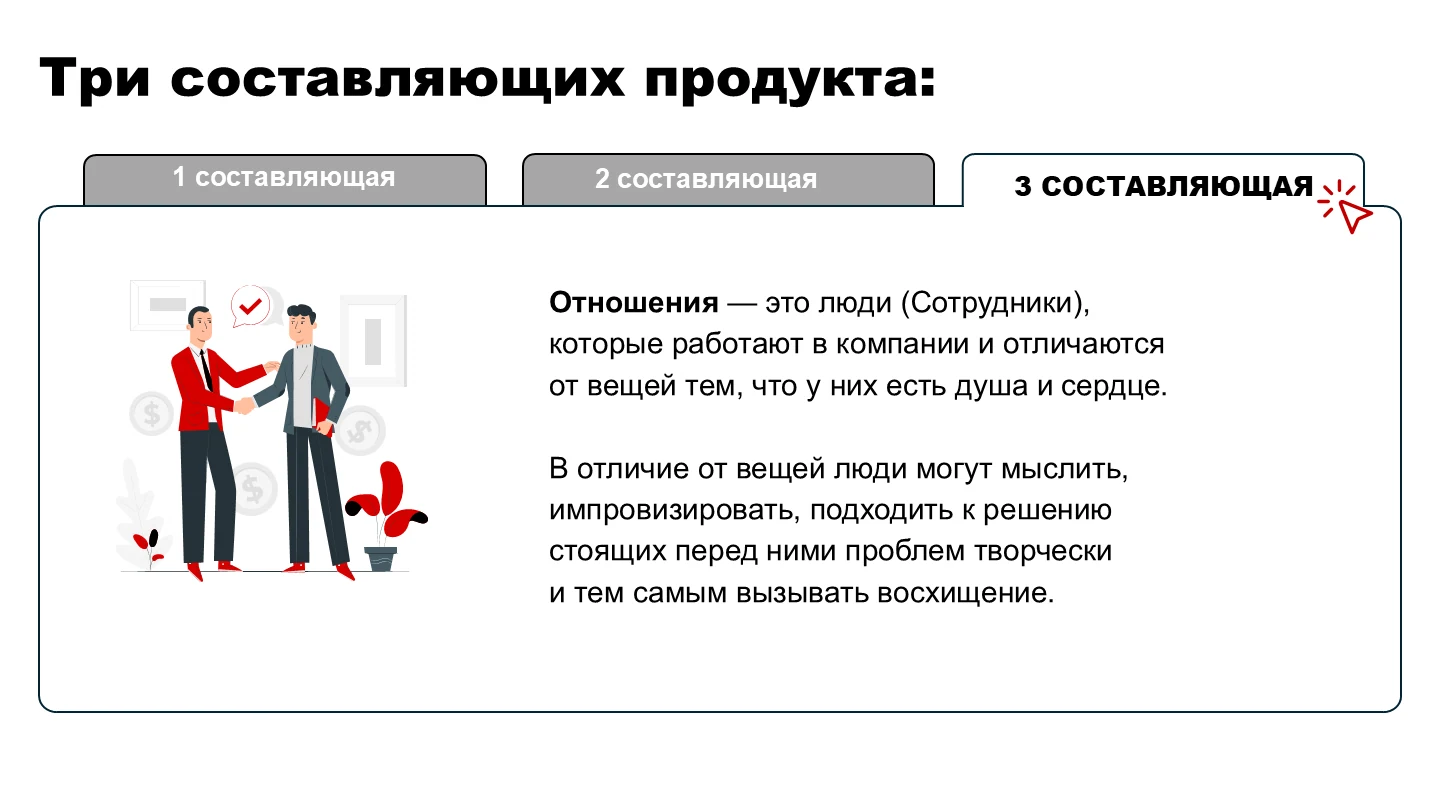 Три составляющих продукта:
1 составляющая
2 составляющая
3 СОСТАВЛЯЮЩАЯ
Отношения — это люди (Сотрудники),
которые работают в компании и отличаются
от вещей тем, что у них есть душа и сердце.
В отличие от вещей люди могут мыслить,
импровизировать, подходить к решению
стоящих перед ними проблем творчески
и тем самым вызывать восхищение.